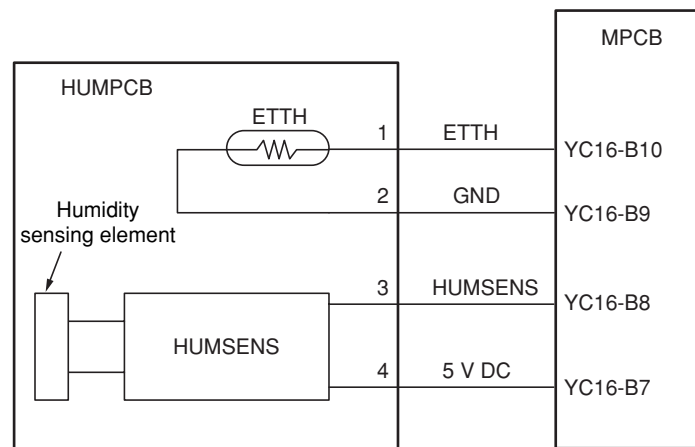 MPCB
HUMPCB
ETTH
1
ETTH
YC16-B10
2
GND
YC16-B9
Humidity
sensing element
3
HUMSENS
YC16-B8
HUMSENS
4
5 V DC
YC16-B7